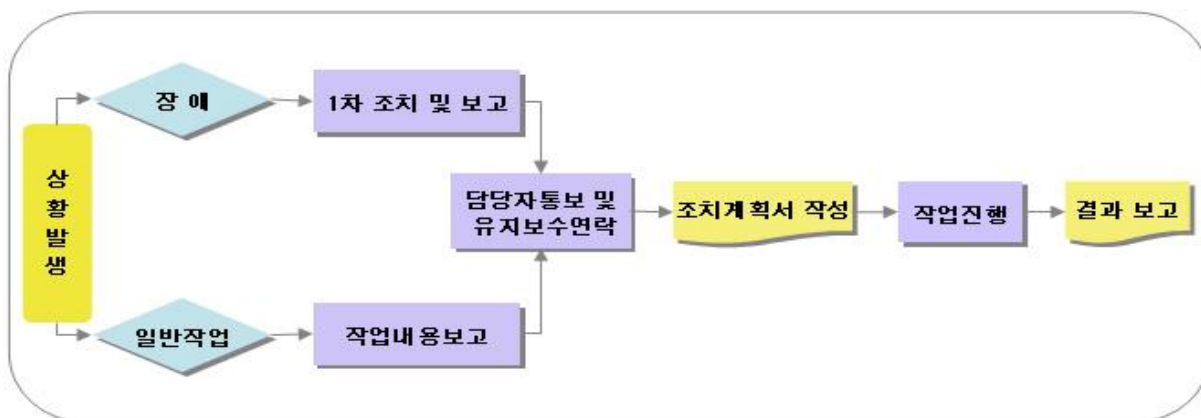 상황발생
장 애
1차 조치 및 보고
담당자통보 및
유지보수연락
조치계획서 작성
작업진행
결과 보고
일반작업
작업내용보고